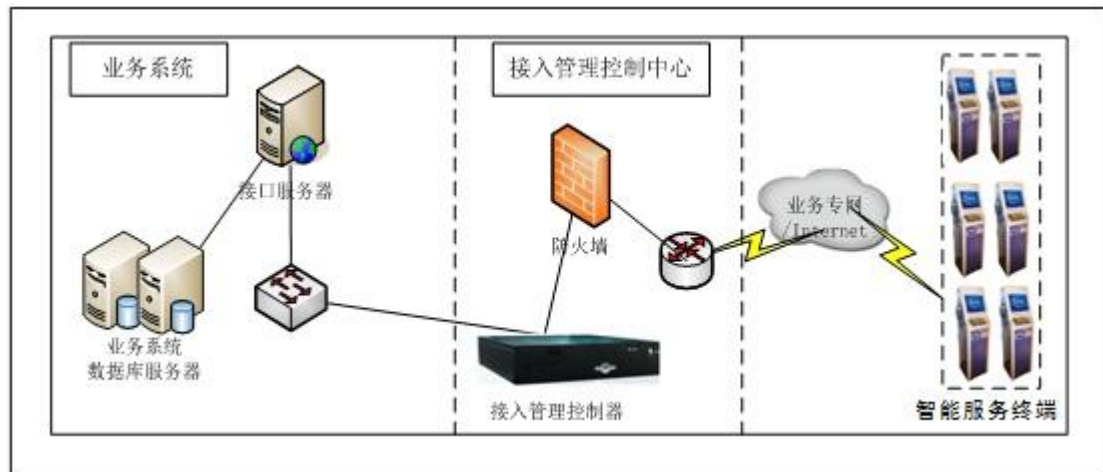 业务系统
接入管理控制中心
接口服务器
业务专网
/Internet
防火墙
业务系统
数据库服务器
接入管理控制器
智能服务终端